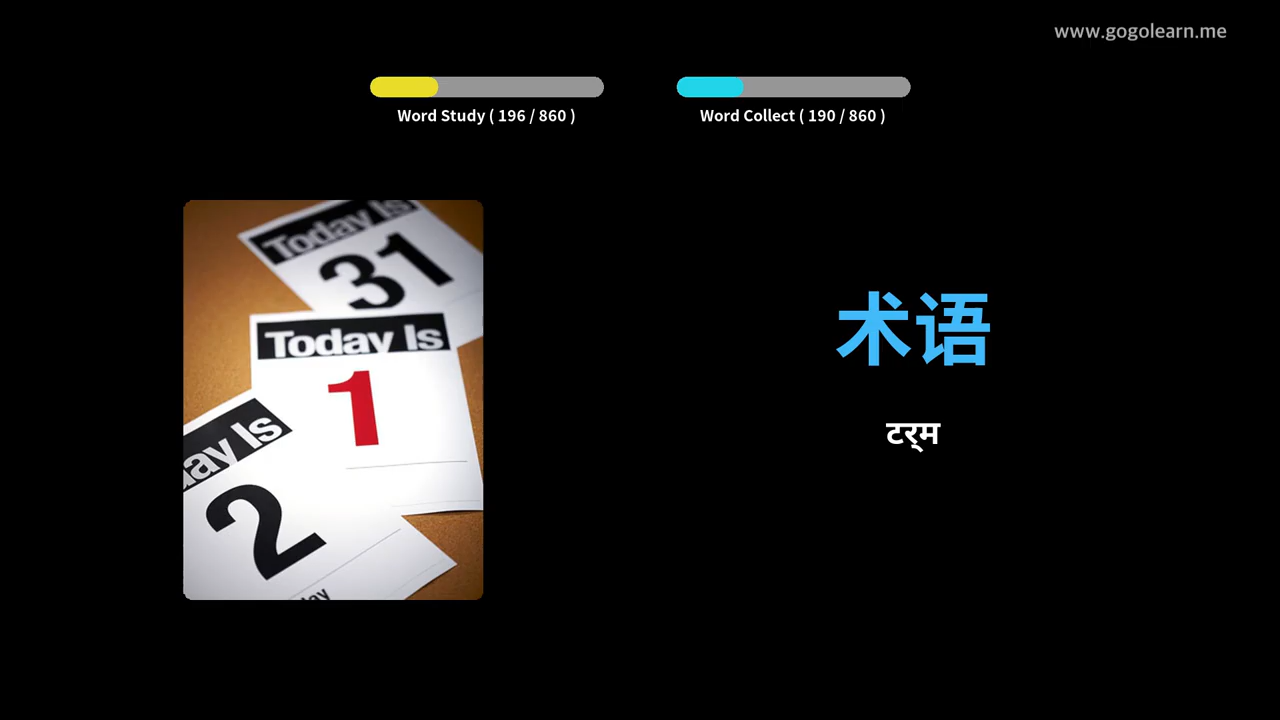 www.gogolearn.me
Word Study ( 196 / 860 )
Word Collect ( 190 / 860 )
Today Is
31
Today Is
1
ay Is
2
术语
टर्‌म